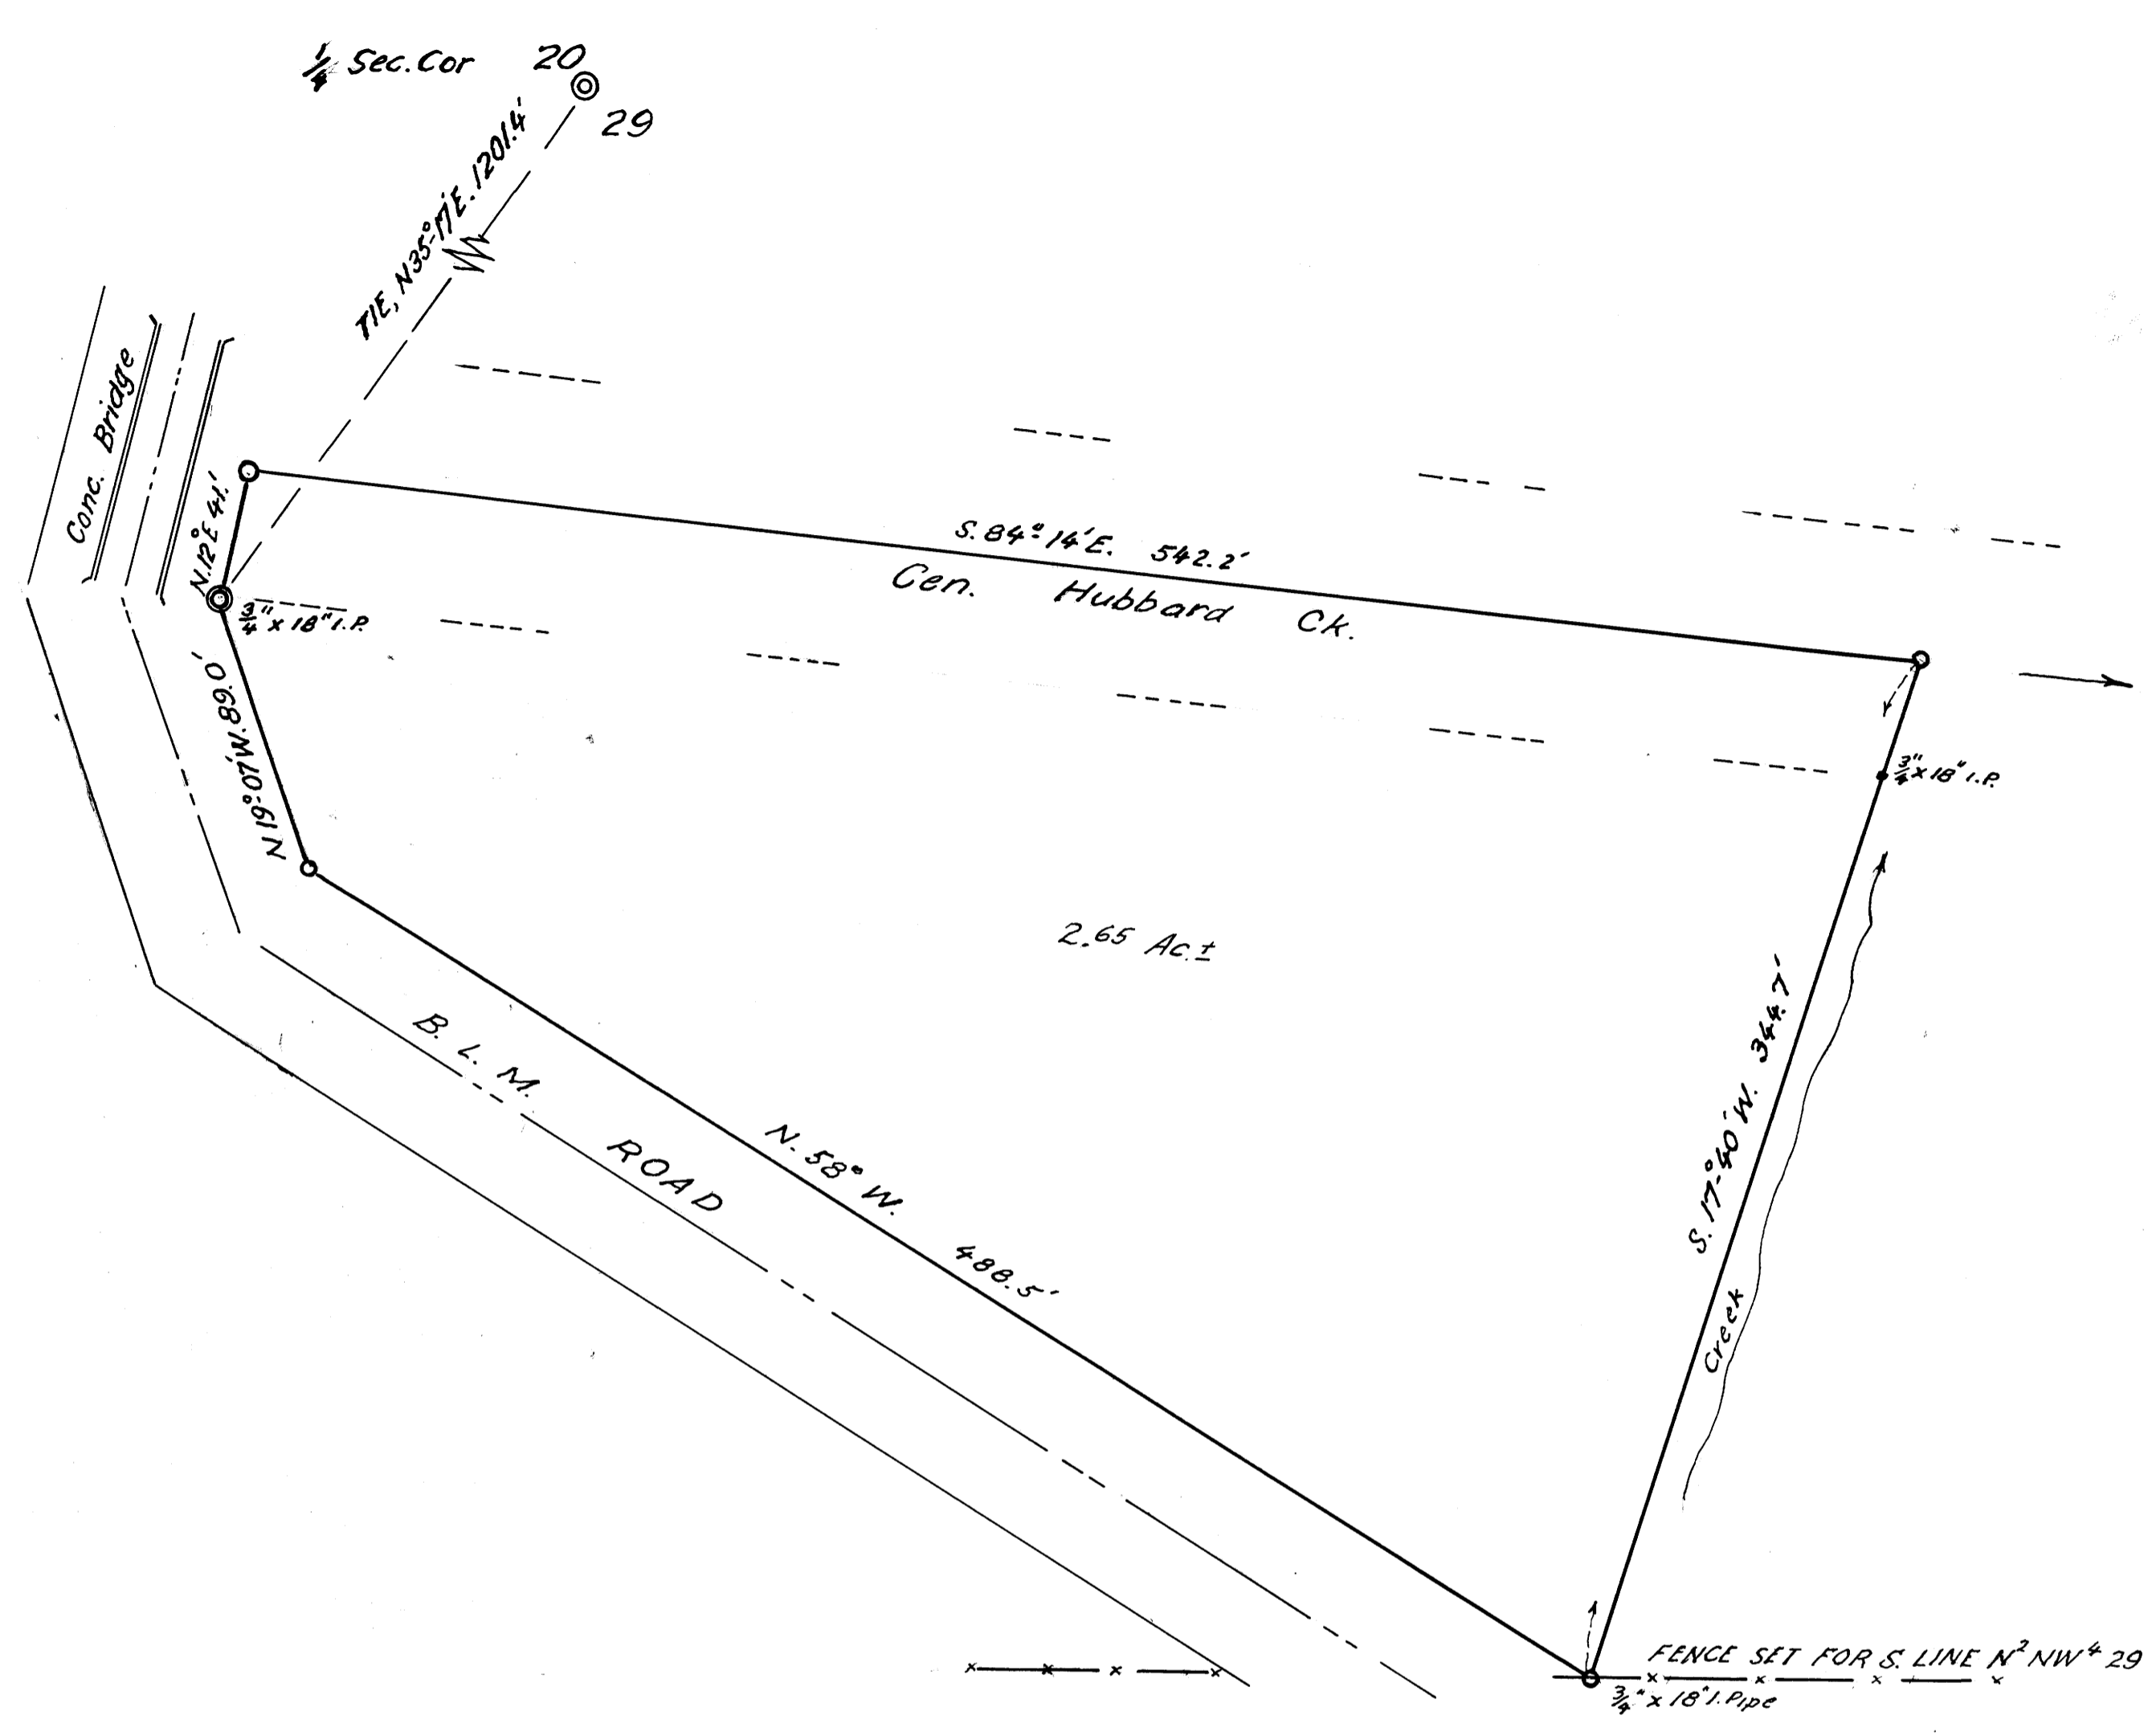 1/4 Sec. Cor
20
29
TIE, N35°-17'E. 1201.4'
Conc. Bridge
N.12°E 41.'
S. 84°-14'E. 542.2'
Cen. Hubbard Ck.
3/4" x 18" I.P.
3/4" x 18" I.P.
N 19°-07'W. 89.0'
2.65 Ac.±
B. L. M. ROAD
N. 58° W. 488.5'
S. 17°-40'W. 344.7'
Creek
FENCE SET FOR S. LINE N² NW⁴ 29
3/4" x 18" I. Pipe